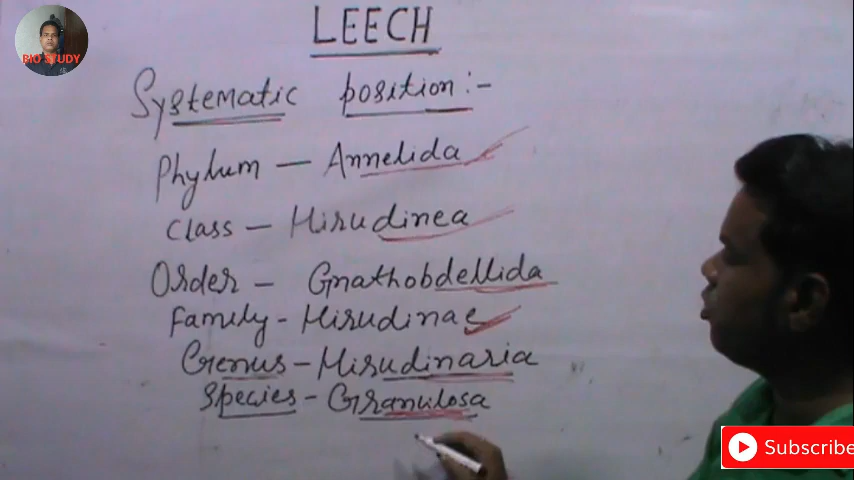 LEECH
BIO STUDY
Systematic position :-
Phylum — Annelida
Class — Hirudinea
Order - Gnathobdellida
Family - Hirudinae
Genus - Hirudinaria
Species - Granulosa
Subscribe